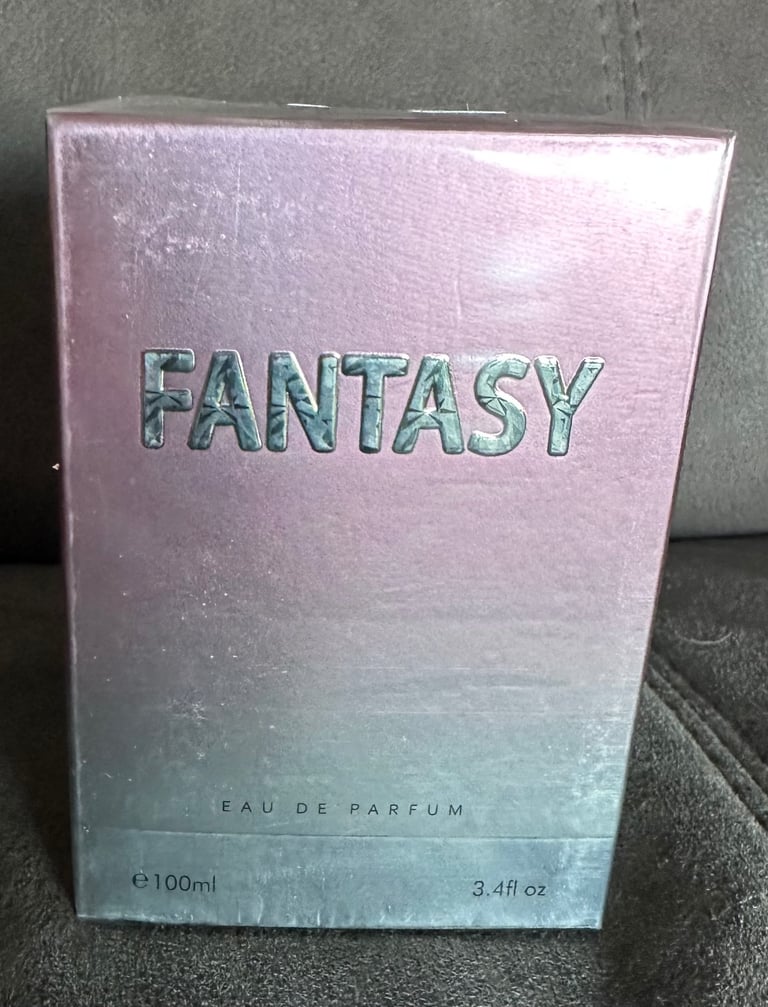 FANTASY
EAU DE PARFUM
℮100ml
3.4fl oz